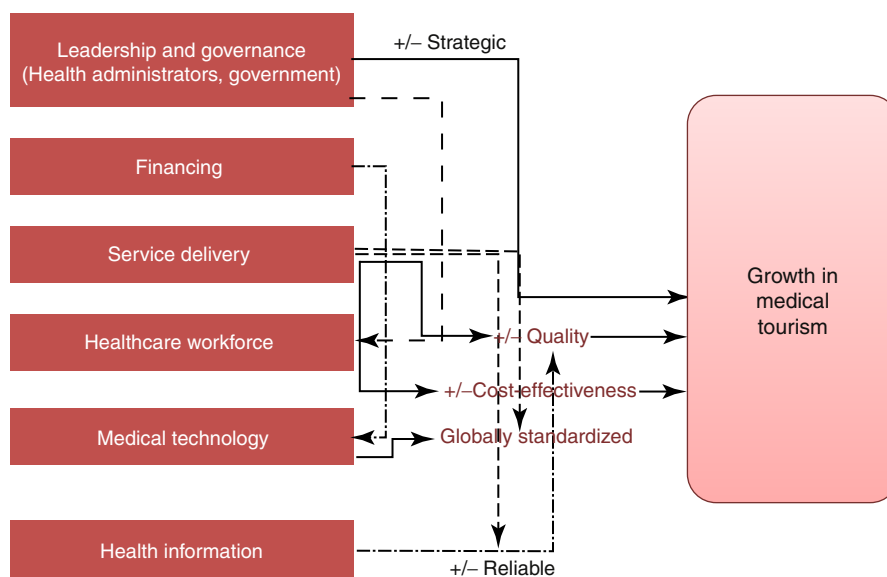 Leadership and governance
(Health administrators, government)
+/– Strategic
Financing
Service delivery
Healthcare workforce
Medical technology
Health information
+/– Quality
+/–Cost-effectiveness
Globally standardized
+/– Reliable
Growth in
medical
tourism